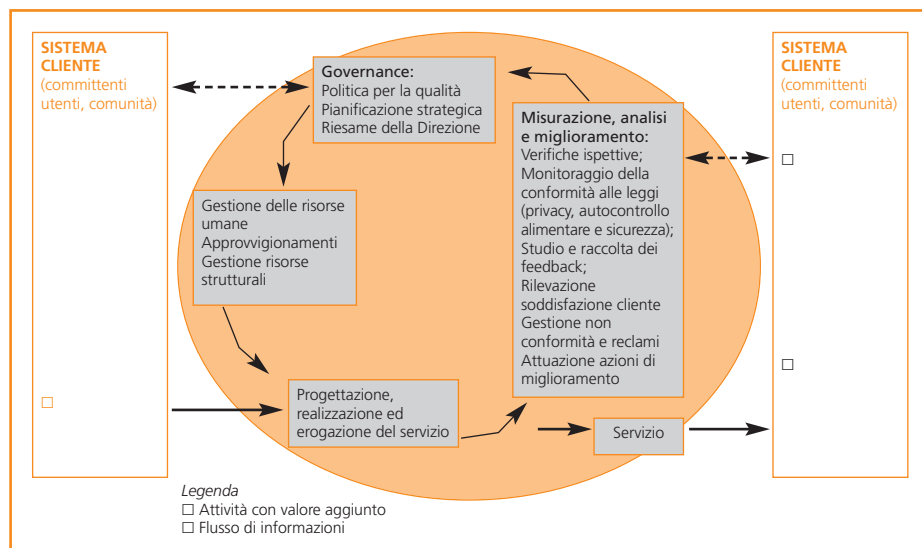 SISTEMA
CLIENTE
(committenti
utenti, comunità)
Governance:
Politica per la qualità
Pianificazione strategica
Riesame della Direzione
Gestione delle risorse
umane
Approvvigionamenti
Gestione risorse
strutturali
Progettazione,
realizzazione ed
erogazione del servizio
Misurazione, analisi
e miglioramento:
Verifiche ispettive;
Monitoraggio della
conformità alle leggi
(privacy, autocontrollo
alimentare e sicurezza);
Studio e raccolta dei
feedback;
Rilevazione
soddisfazione cliente
Gestione non
conformità e reclami
Attuazione azioni di
miglioramento
Servizio
SISTEMA
CLIENTE
(committenti
utenti, comunità)
Legenda
□ Attività con valore aggiunto
□ Flusso di informazioni